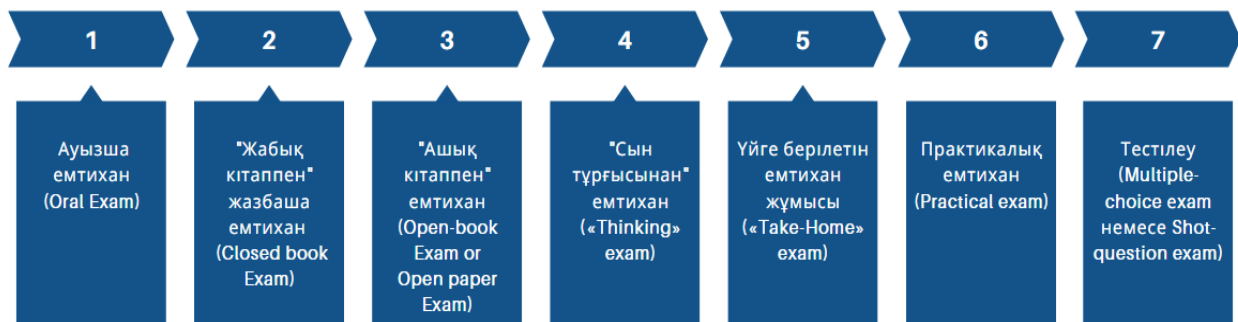 1
2
3
4
5
6
7
Ауызша
емтихан
(Oral Exam)
"Жабық
кітаппен"
жазбаша
емтихан
(Closed book
Exam)
"Ашық
кітаппен"
емтихан
(Open-book
Exam or
Open paper
Exam)
"Сын
тұрғысынан"
емтихан
(«Thinking»
exam)
Үйге берілетін
емтихан
жұмысы
(«Take-Home»
exam)
Практикалық
емтихан
(Practical exam)
Тестілеу
(Multiple-
choice exam
немесе Shot-
question exam)